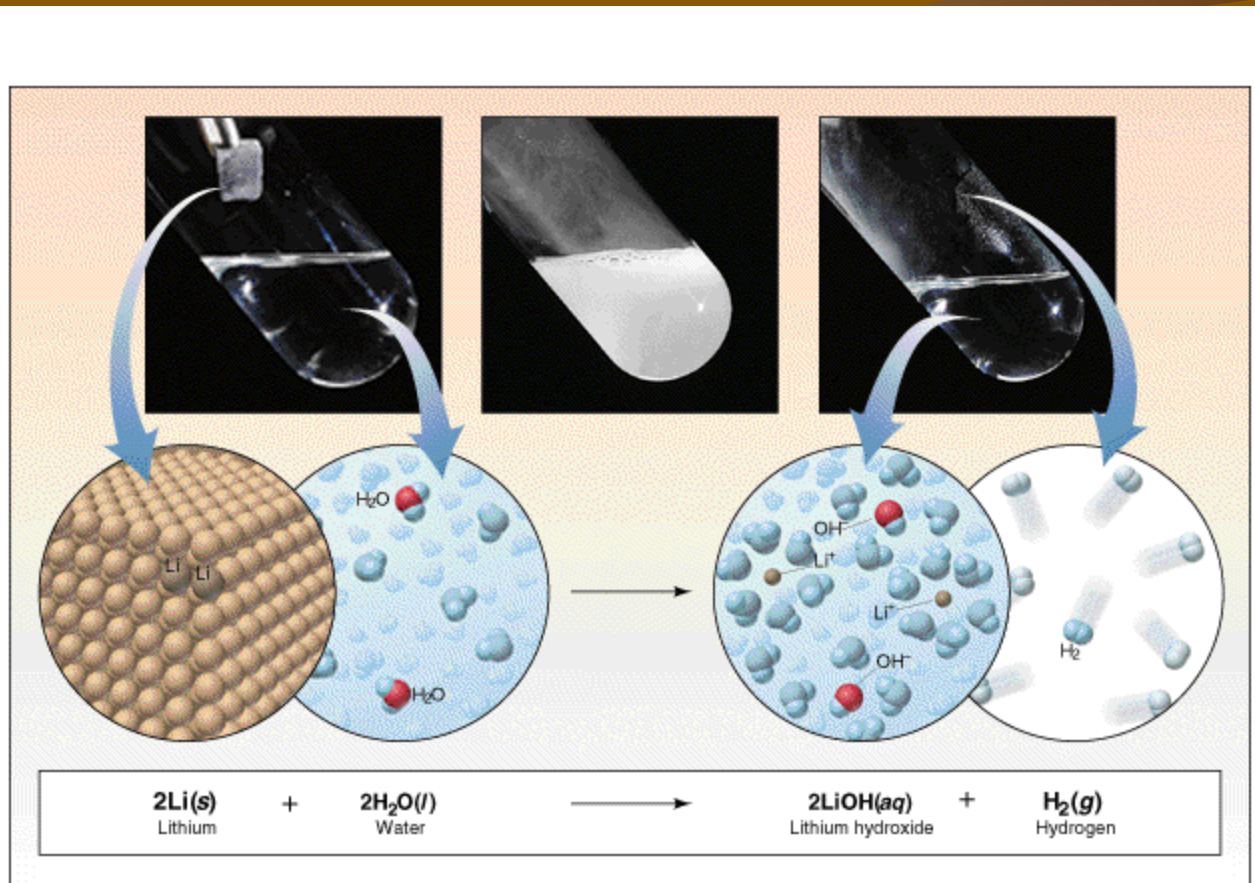 H₂O
Li Li
H₂O
OH⁻
Li⁺
Li⁺
OH⁻
H₂
2Li(s) + 2H₂O(l) → 2LiOH(aq) + H₂(g)
Lithium Water Lithium hydroxide Hydrogen